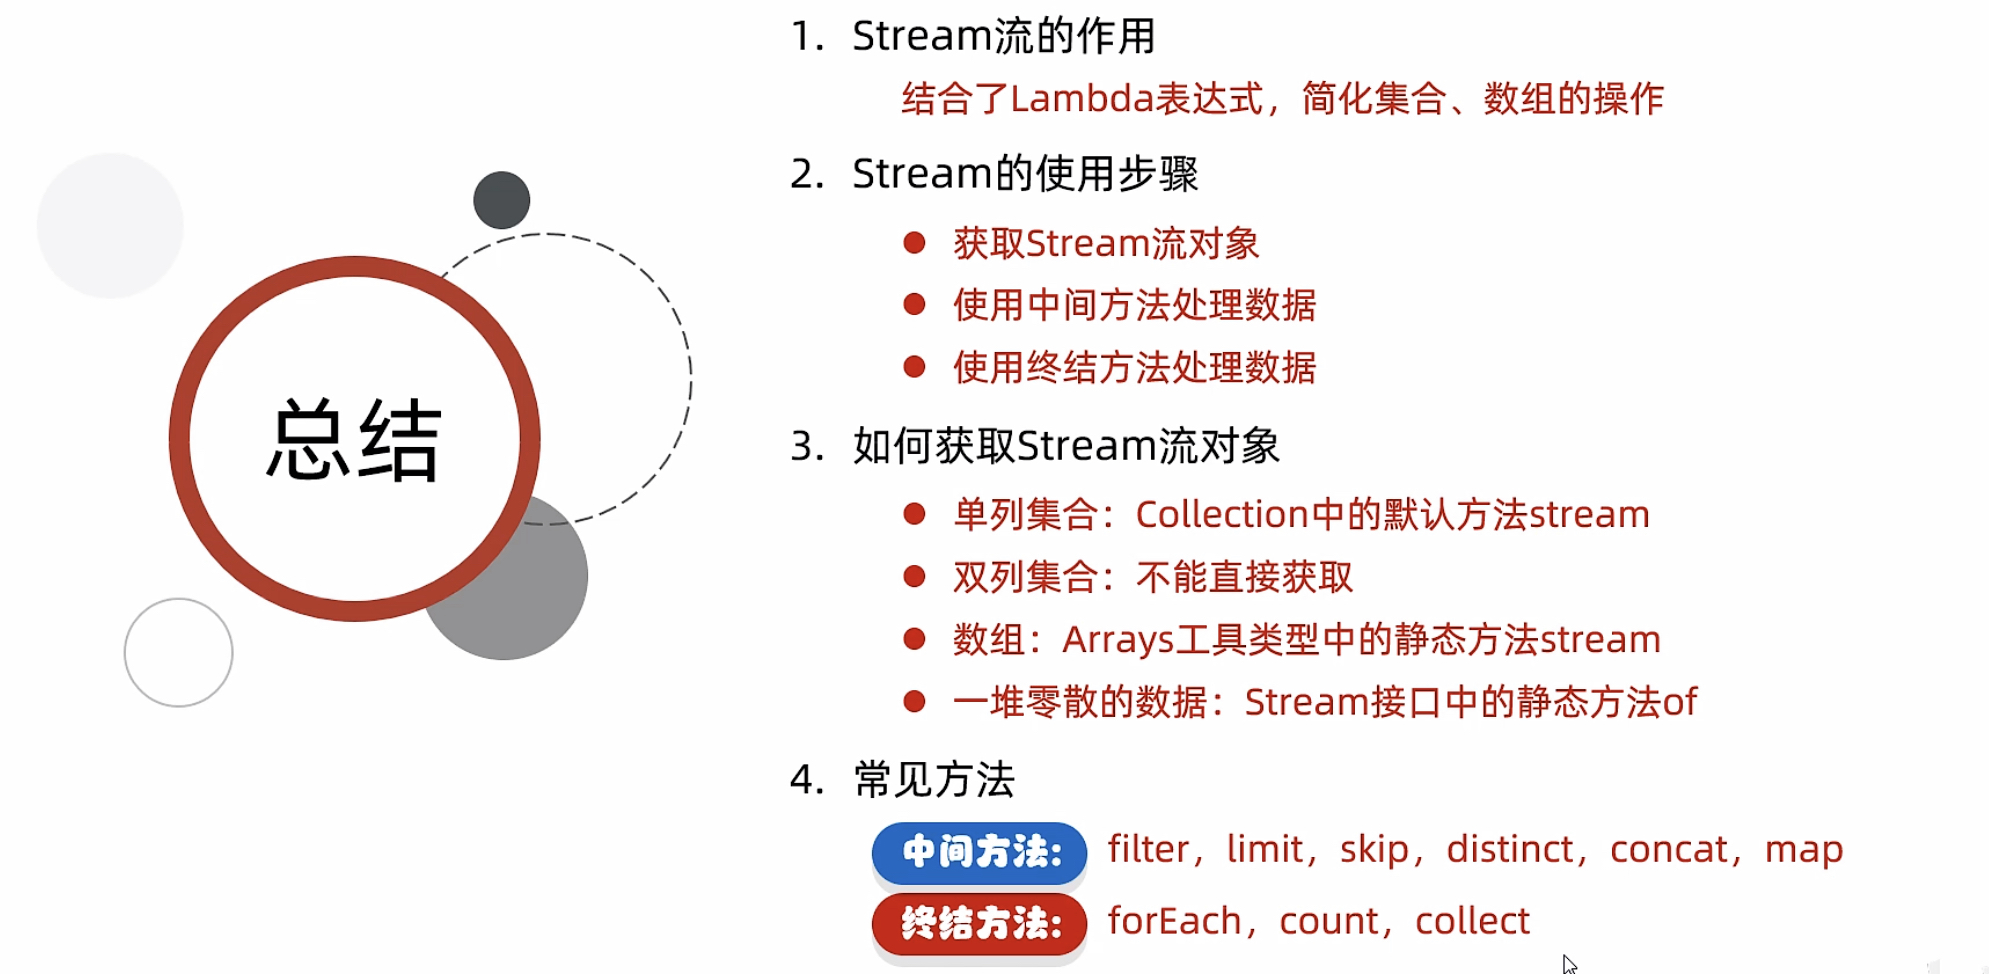 总结
1. Stream流的作用
结合了Lambda表达式，简化集合、数组的操作
2. Stream的使用步骤
● 获取Stream流对象
● 使用中间方法处理数据
● 使用终结方法处理数据
3. 如何获取Stream流对象
● 单列集合：Collection中的默认方法stream
● 双列集合：不能直接获取
● 数组：Arrays工具类型中的静态方法stream
● 一堆零散的数据：Stream接口中的静态方法of
4. 常见方法
中间方法: filter，limit，skip，distinct，concat，map
终结方法: forEach，count，collect